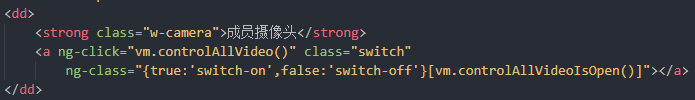 <dd>
<strong class="w-camera">成员摄像头</strong>
<a ng-click="vm.controlAllVideo()" class="switch"
ng-class="{true:'switch-on',false:'switch-off'}[vm.controlAllVideoIsOpen()]"></a>
</dd>